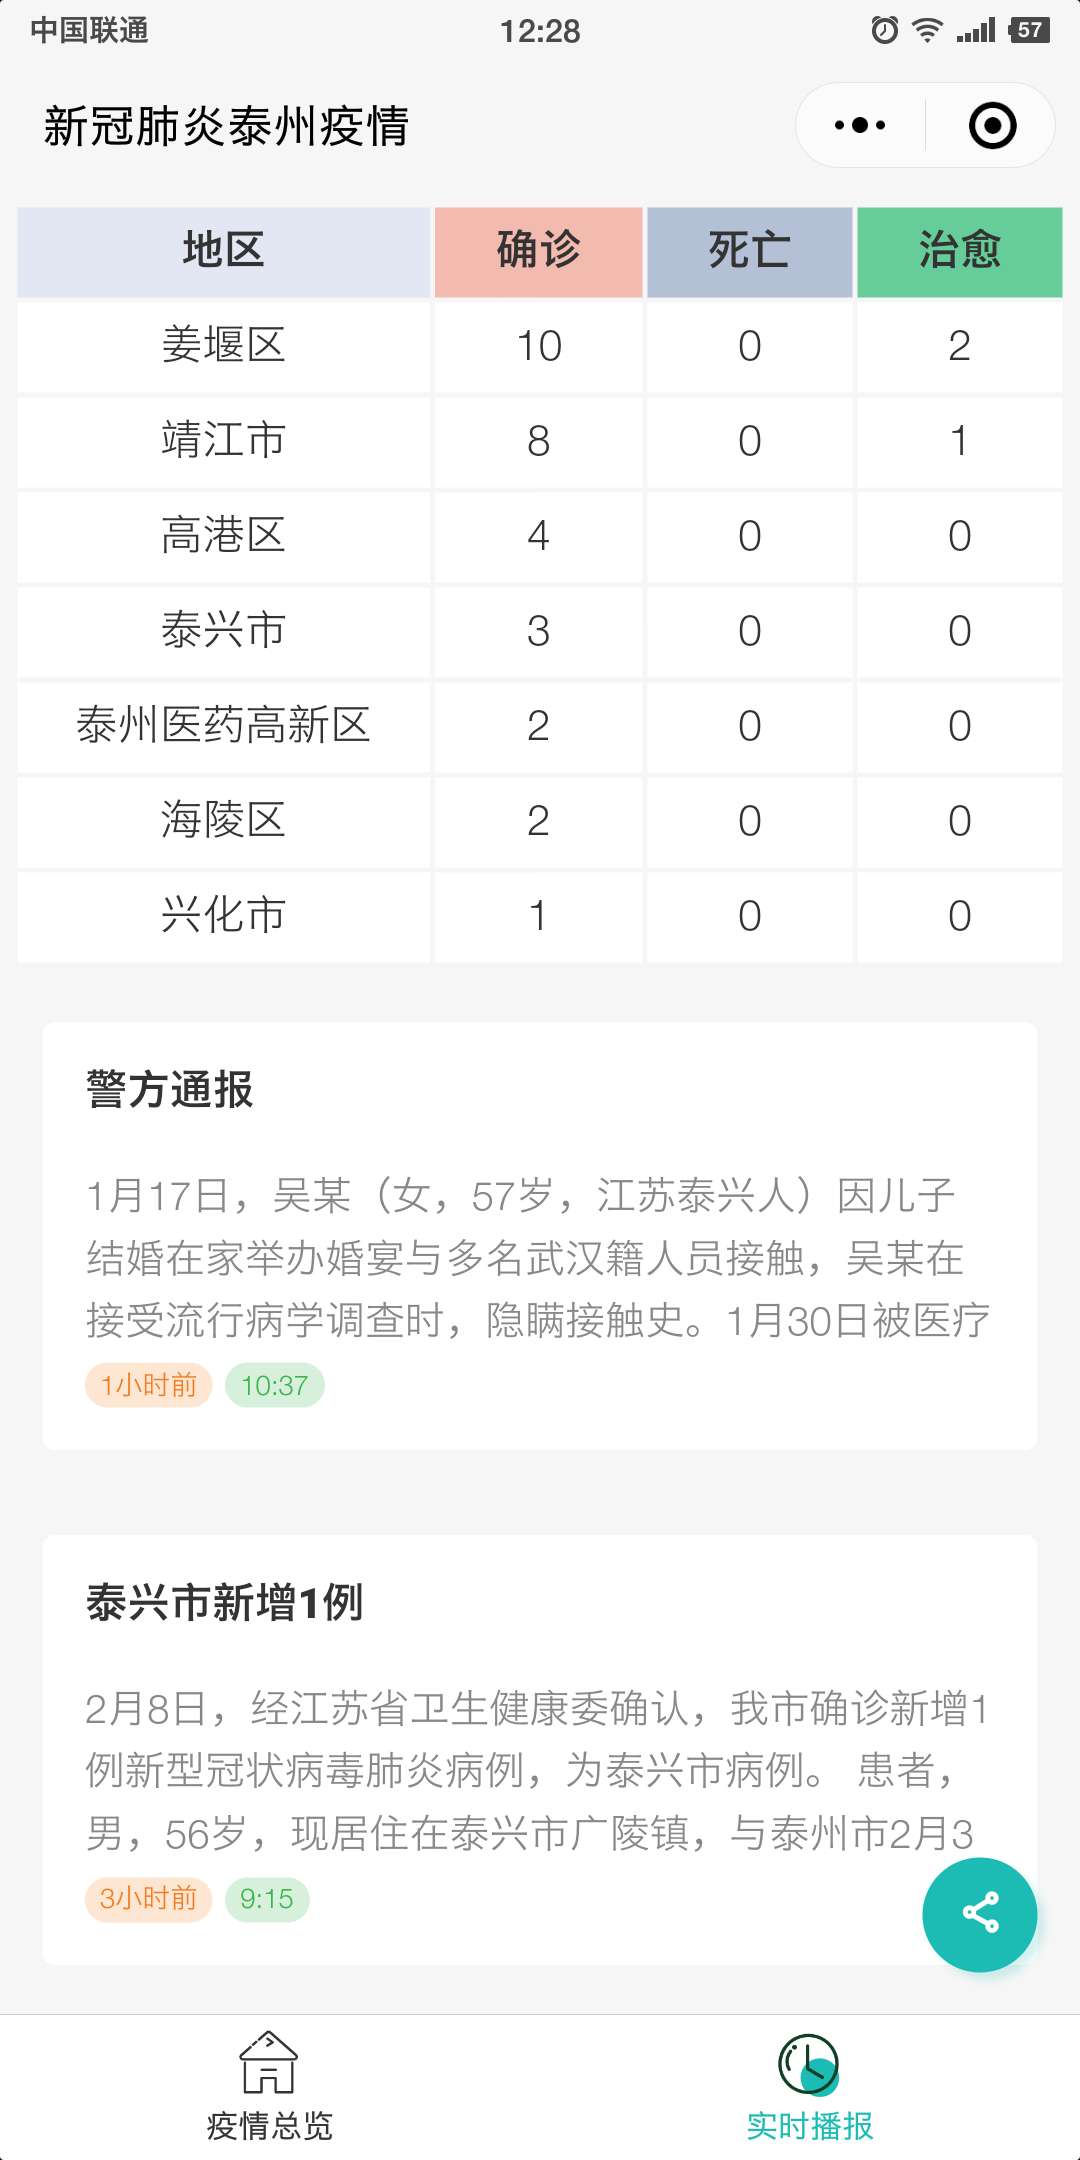 中国联通 12:28 57
新冠肺炎泰州疫情
地区 确诊 死亡 治愈
姜堰区 10 0 2
靖江市 8 0 1
高港区 4 0 0
泰兴市 3 0 0
泰州医药高新区 2 0 0
海陵区 2 0 0
兴化市 1 0 0
警方通报
1月17日，吴某（女，57岁，江苏泰兴人）因儿子
结婚在家举办婚宴与多名武汉籍人员接触，吴某在
接受流行病学调查时，隐瞒接触史。1月30日被医疗
1小时前 10:37
泰兴市新增1例
2月8日，经江苏省卫生健康委确认，我市确诊新增1
例新型冠状病毒肺炎病例，为泰兴市病例。 患者，
男，56岁，现居住在泰兴市广陵镇，与泰州市2月3
3小时前 9:15
疫情总览 实时播报